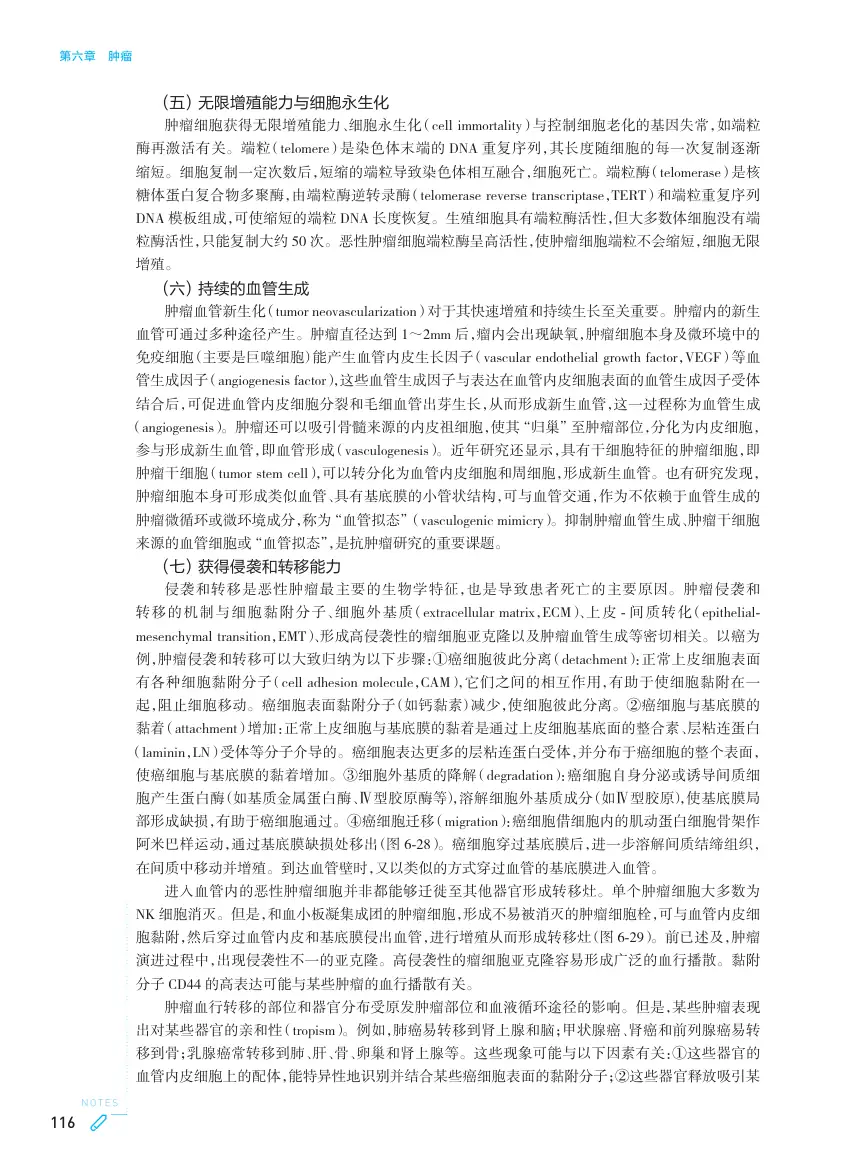 第六章 肿瘤
（五）无限增殖能力与细胞永生化
肿瘤细胞获得无限增殖能力、细胞永生化（cell immortality）与控制细胞老化的基因失常，如端粒
酶再激活有关。端粒（telomere）是染色体末端的 DNA 重复序列，其长度随细胞的每一次复制逐渐
缩短。细胞复制一定次数后，短缩的端粒导致染色体相互融合，细胞死亡。端粒酶（telomerase）是核
糖体蛋白复合物多聚酶，由端粒酶逆转录酶（telomerase reverse transcriptase，TERT）和端粒重复序列
DNA 模板组成，可使缩短的端粒 DNA 长度恢复。生殖细胞具有端粒酶活性，但大多数体细胞没有端
粒酶活性，只能复制大约 50 次。恶性肿瘤细胞端粒酶呈高活性，使肿瘤细胞端粒不会缩短，细胞无限
增殖。
（六）持续的血管生成
肿瘤血管新生化（tumor neovascularization）对于其快速增殖和持续生长至关重要。肿瘤内的新生
血管可通过多种途径产生。肿瘤直径达到 1～2mm 后，瘤内会出现缺氧，肿瘤细胞本身及微环境中的
免疫细胞（主要是巨噬细胞）能产生血管内皮生长因子（vascular endothelial growth factor，VEGF）等血
管生成因子（angiogenesis factor），这些血管生成因子与表达在血管内皮细胞表面的血管生成因子受体
结合后，可促进血管内皮细胞分裂和毛细血管出芽生长，从而形成新生血管，这一过程称为血管生成
（angiogenesis）。肿瘤还可以吸引骨髓来源的内皮祖细胞，使其“归巢”至肿瘤部位，分化为内皮细胞，
参与形成新生血管，即血管形成（vasculogenesis）。近年研究还显示，具有干细胞特征的肿瘤细胞，即
肿瘤干细胞（tumor stem cell），可以转分化为血管内皮细胞和周细胞，形成新生血管。也有研究发现，
肿瘤细胞本身可形成类似血管、具有基底膜的小管状结构，可与血管交通，作为不依赖于血管生成的
肿瘤微循环或微环境成分，称为“血管拟态”（vasculogenic mimicry）。抑制肿瘤血管生成、肿瘤干细胞
来源的血管细胞或“血管拟态”，是抗肿瘤研究的重要课题。
（七）获得侵袭和转移能力
侵袭和转移是恶性肿瘤最主要的生物学特征，也是导致患者死亡的主要原因。肿瘤侵袭和
转移的机制与细胞黏附分子、细胞外基质（extracellular matrix，ECM）、上皮 - 间质转化（epithelial-
mesenchymal transition，EMT）、形成高侵袭性的瘤细胞亚克隆以及肿瘤血管生成等密切相关。以癌为
例，肿瘤侵袭和转移可以大致归纳为以下步骤：①癌细胞彼此分离（detachment）：正常上皮细胞表面
有各种细胞黏附分子（cell adhesion molecule，CAM），它们之间的相互作用，有助于使细胞黏附在一
起，阻止细胞移动。癌细胞表面黏附分子（如钙黏素）减少，使细胞彼此分离。②癌细胞与基底膜的
黏着（attachment）增加：正常上皮细胞与基底膜的黏着是通过上皮细胞基底面的整合素、层粘连蛋白
（laminin，LN）受体等分子介导的。癌细胞表达更多的层粘连蛋白受体，并分布于癌细胞的整个表面，
使癌细胞与基底膜的黏着增加。③细胞外基质的降解（degradation）：癌细胞自身分泌或诱导间质细
胞产生蛋白酶（如基质金属蛋白酶、Ⅳ型胶原酶等），溶解细胞外基质成分（如Ⅳ型胶原），使基底膜局
部形成缺损，有助于癌细胞通过。④癌细胞迁移（migration）：癌细胞借细胞内的肌动蛋白细胞骨架作
阿米巴样运动，通过基底膜缺损处移出（图 6-28）。癌细胞穿过基底膜后，进一步溶解间质结缔组织，
在间质中移动并增殖。到达血管壁时，又以类似的方式穿过血管的基底膜进入血管。
进入血管内的恶性肿瘤细胞并非都能够迁徙至其他器官形成转移灶。单个肿瘤细胞大多数为
NK 细胞消灭。但是，和血小板凝集成团的肿瘤细胞，形成不易被消灭的肿瘤细胞栓，可与血管内皮细
胞黏附，然后穿过血管内皮和基底膜侵出血管，进行增殖从而形成转移灶（图 6-29）。前已述及，肿瘤
演进过程中，出现侵袭性不一的亚克隆。高侵袭性的瘤细胞亚克隆容易形成广泛的血行播散。黏附
分子 CD44 的高表达可能与某些肿瘤的血行播散有关。
肿瘤血行转移的部位和器官分布受原发肿瘤部位和血液循环途径的影响。但是，某些肿瘤表现
出对某些器官的亲和性（tropism）。例如，肺癌易转移到肾上腺和脑；甲状腺癌、肾癌和前列腺癌易转
移到骨；乳腺癌常转移到肺、肝、骨、卵巢和肾上腺等。这些现象可能与以下因素有关：①这些器官的
血管内皮细胞上的配体，能特异性地识别并结合某些癌细胞表面的黏附分子；②这些器官释放吸引某
NOTES
116